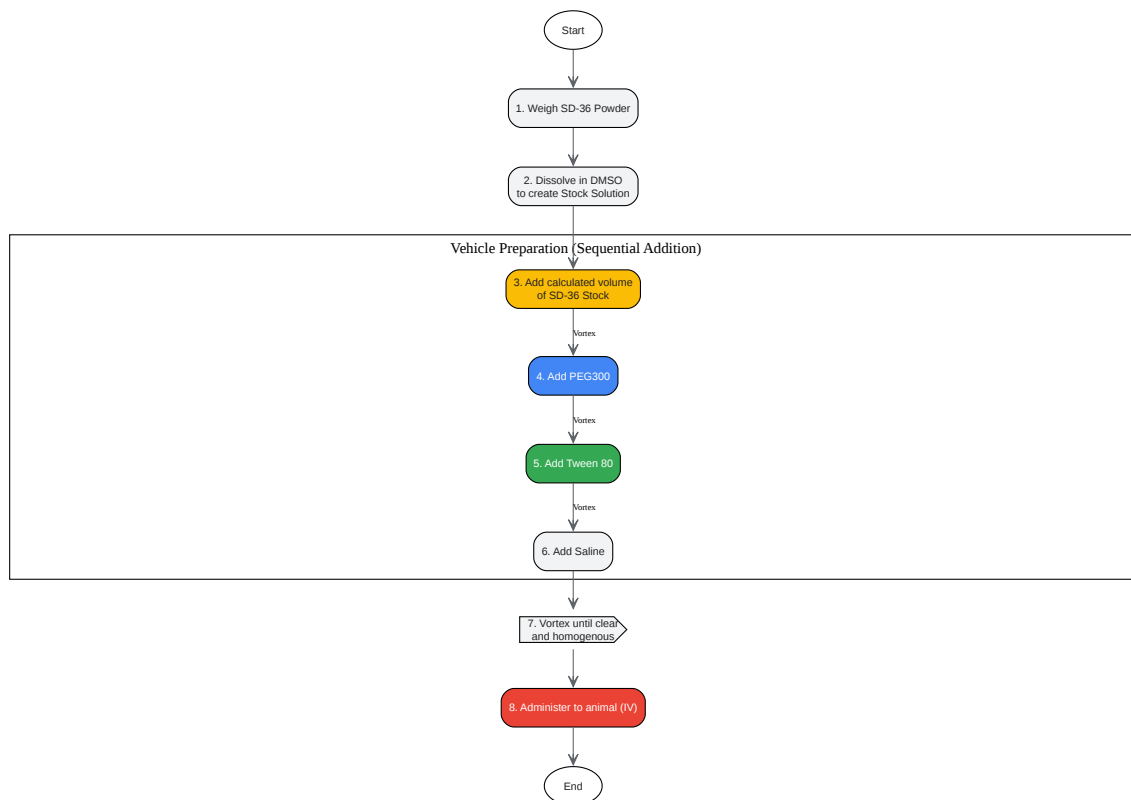 Start
1. Weigh SD-36 Powder
2. Dissolve in DMSO
to create Stock Solution
Vehicle Preparation (Sequential Addition)
3. Add calculated volume
of SD-36 Stock
Vortex
4. Add PEG300
Vortex
5. Add Tween 80
Vortex
6. Add Saline
7. Vortex until clear
and homogenous
8. Administer to animal (IV)
End